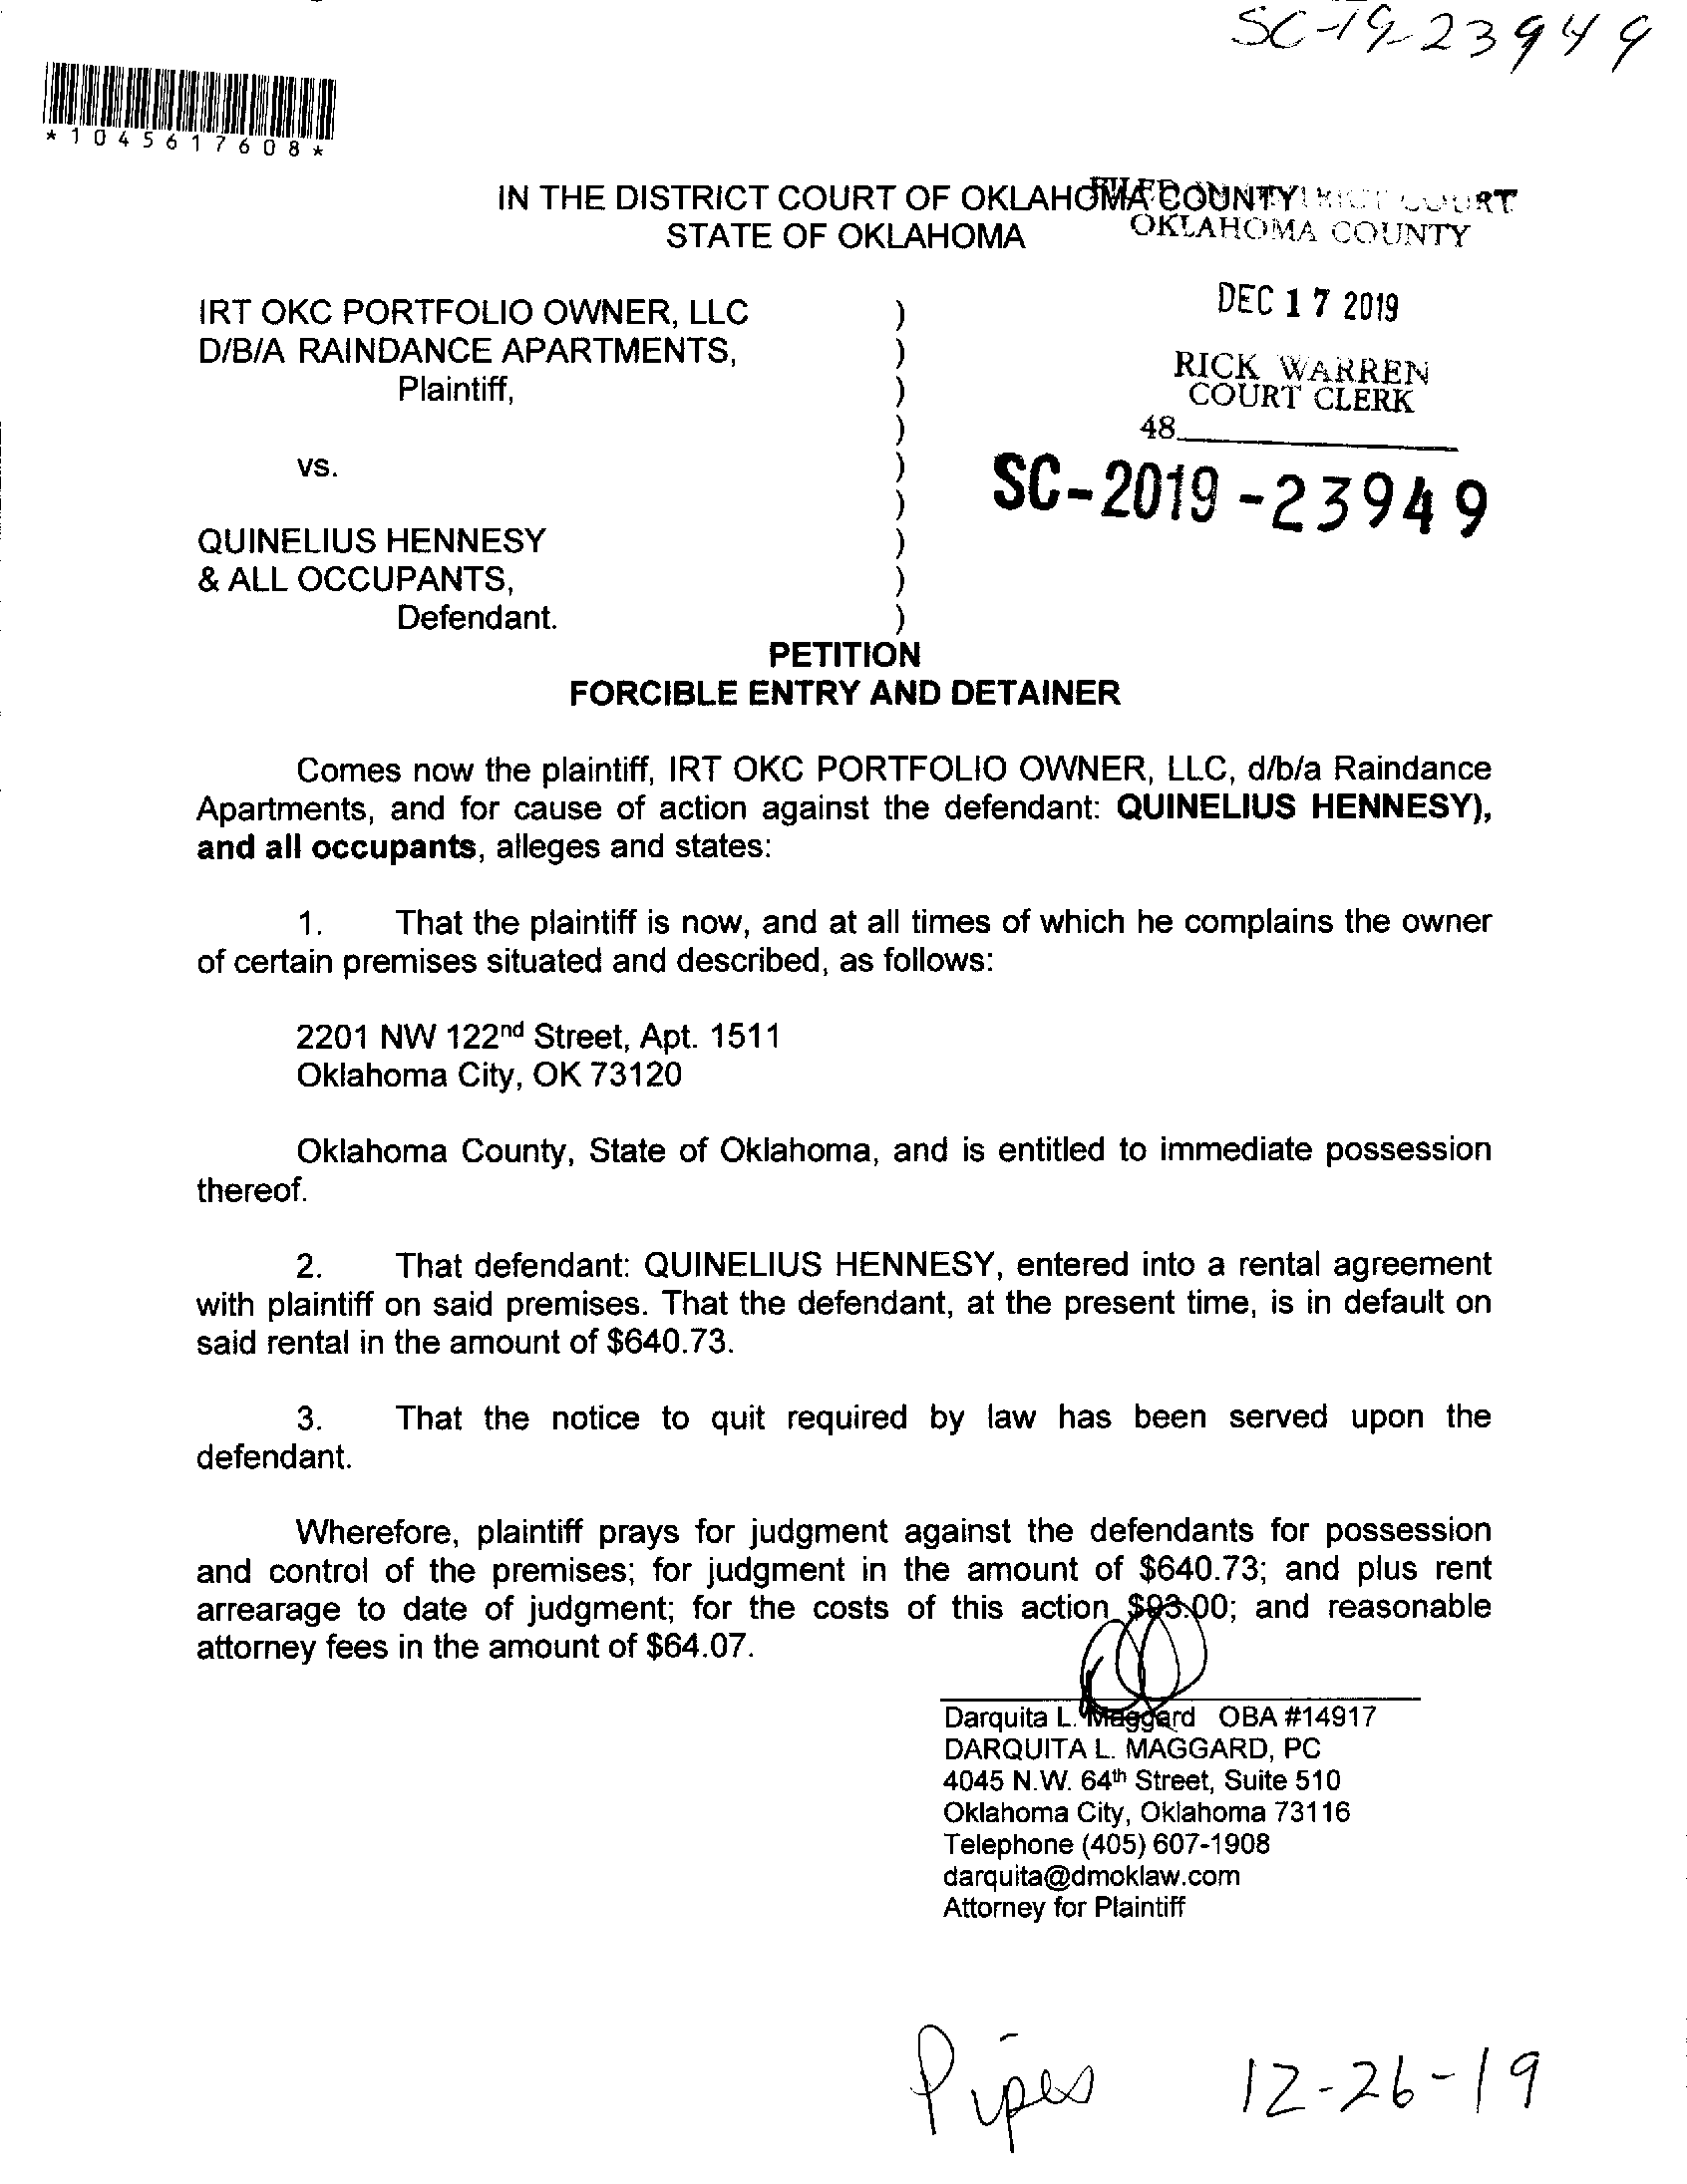 SC-19-23949
*1045617608*
IN THE DISTRICT COURT OF OKLAHOMA COUNTY
STATE OF OKLAHOMA
FILED COURT
OKLAHOMA COUNTY
DEC 17 2019
RICK WARREN
COURT CLERK
48
SC-2019-23949
IRT OKC PORTFOLIO OWNER, LLC )
D/B/A RAINDANCE APARTMENTS, )
Plaintiff, )
)
vs. )
)
QUINELIUS HENNESY )
& ALL OCCUPANTS, )
Defendant. )
PETITION
FORCIBLE ENTRY AND DETAINER
Comes now the plaintiff, IRT OKC PORTFOLIO OWNER, LLC, d/b/a Raindance
Apartments, and for cause of action against the defendant: QUINELIUS HENNESY),
and all occupants, alleges and states:
1. That the plaintiff is now, and at all times of which he complains the owner
of certain premises situated and described, as follows:
2201 NW 122nd Street, Apt. 1511
Oklahoma City, OK 73120
Oklahoma County, State of Oklahoma, and is entitled to immediate possession
thereof.
2. That defendant: QUINELIUS HENNESY, entered into a rental agreement
with plaintiff on said premises. That the defendant, at the present time, is in default on
said rental in the amount of $640.73.
3. That the notice to quit required by law has been served upon the
defendant.
Wherefore, plaintiff prays for judgment against the defendants for possession
and control of the premises; for judgment in the amount of $640.73; and plus rent
arrearage to date of judgment; for the costs of this action $93.00; and reasonable
attorney fees in the amount of $64.07.
Darquita L. Maggard OBA #14917
DARQUITA L. MAGGARD, PC
4045 N.W. 64th Street, Suite 510
Oklahoma City, Oklahoma 73116
Telephone (405) 607-1908
darquita@dmoklaw.com
Attorney for Plaintiff
Pipes 12-26-19